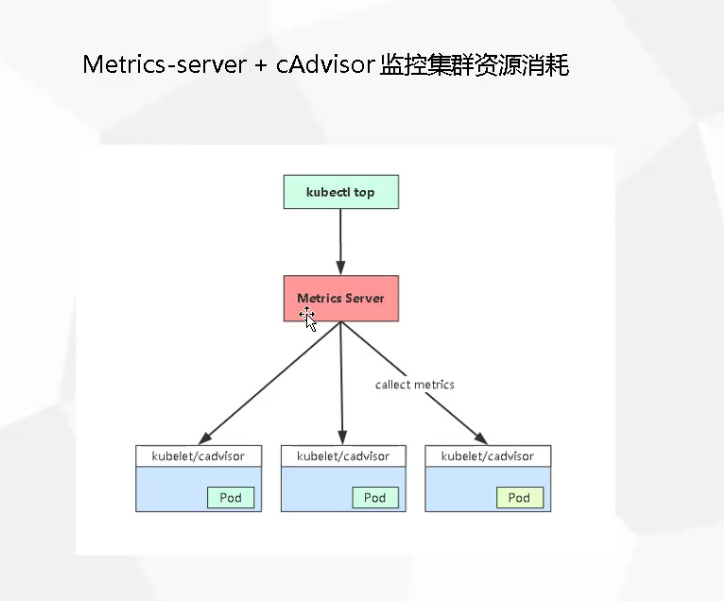 Metrics-server + cAdvisor 监控集群资源消耗
kubectl top
Metrics Server
callect metrics
kubelet/cadvisor
kubelet/cadvisor
kubelet/cadvisor
Pod
Pod
Pod